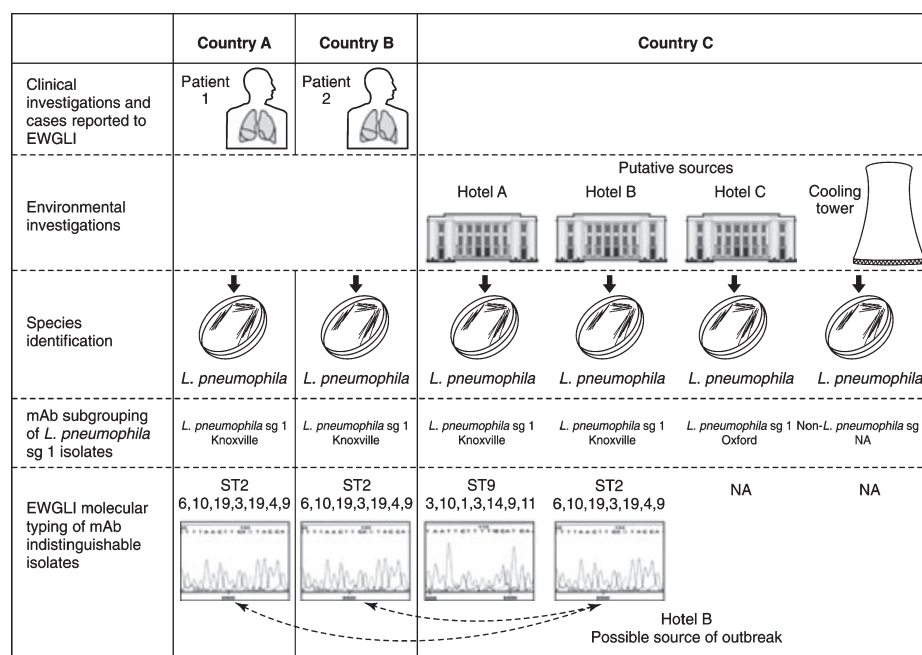 Country A
Country B
Country C
Clinical
investigations and
cases reported to
EWGLI
Patient
1
Patient
2
Environmental
investigations
Putative sources
Hotel A
Hotel B
Hotel C
Cooling
tower
Species
identification
L. pneumophila
L. pneumophila
L. pneumophila
L. pneumophila
L. pneumophila
L. pneumophila
mAb subgrouping
of L. pneumophila
sg 1 isolates
L. pneumophila sg 1
Knoxville
L. pneumophila sg 1
Knoxville
L. pneumophila sg 1
Knoxville
L. pneumophila sg 1
Knoxville
L. pneumophila sg 1
Oxford
Non-L. pneumophila sg
NA
EWGLI molecular
typing of mAb
indistinguishable
isolates
ST2
6,10,19,3,19,4,9
ST2
6,10,19,3,19,4,9
ST9
3,10,1,3,14,9,11
ST2
6,10,19,3,19,4,9
NA
NA
Hotel B
Possible source of outbreak